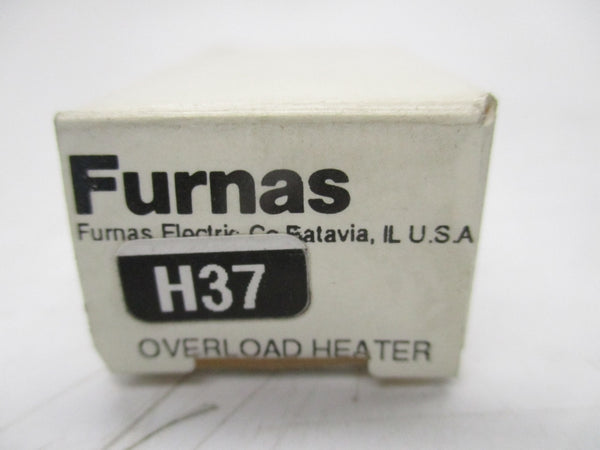 Furnas
Furnas Electric Co. Batavia, IL U.S.A
H37
OVERLOAD HEATER